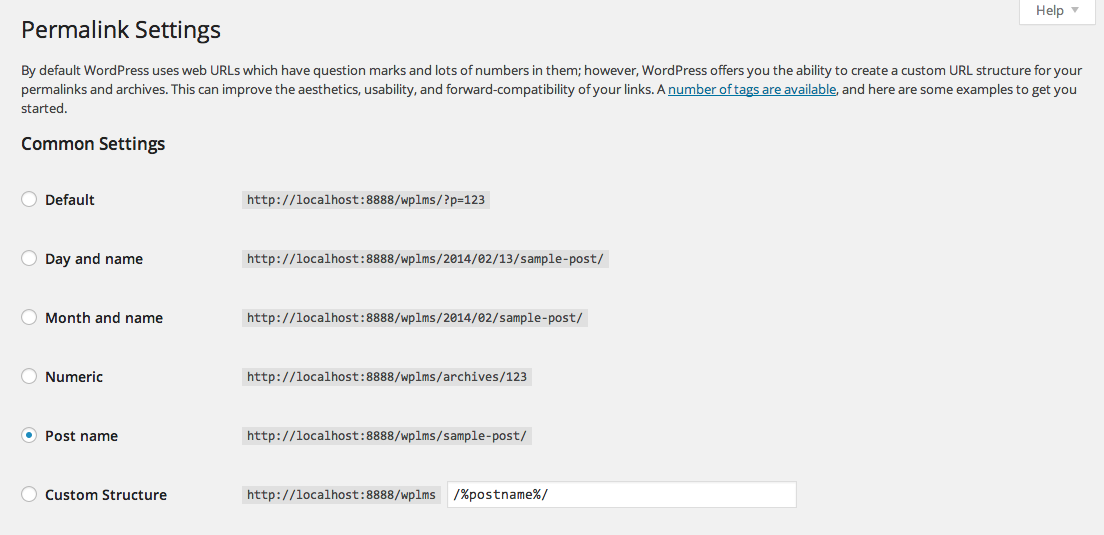 Help
Permalink Settings
By default WordPress uses web URLs which have question marks and lots of numbers in them; however, WordPress offers you the ability to create a custom URL structure for your
permalinks and archives. This can improve the aesthetics, usability, and forward-compatibility of your links. A number of tags are available, and here are some examples to get you
started.
Common Settings
Default http://localhost:8888/wplms/?p=123
Day and name http://localhost:8888/wplms/2014/02/13/sample-post/
Month and name http://localhost:8888/wplms/2014/02/sample-post/
Numeric http://localhost:8888/wplms/archives/123
Post name http://localhost:8888/wplms/sample-post/
Custom Structure http://localhost:8888/wplms /%postname%/